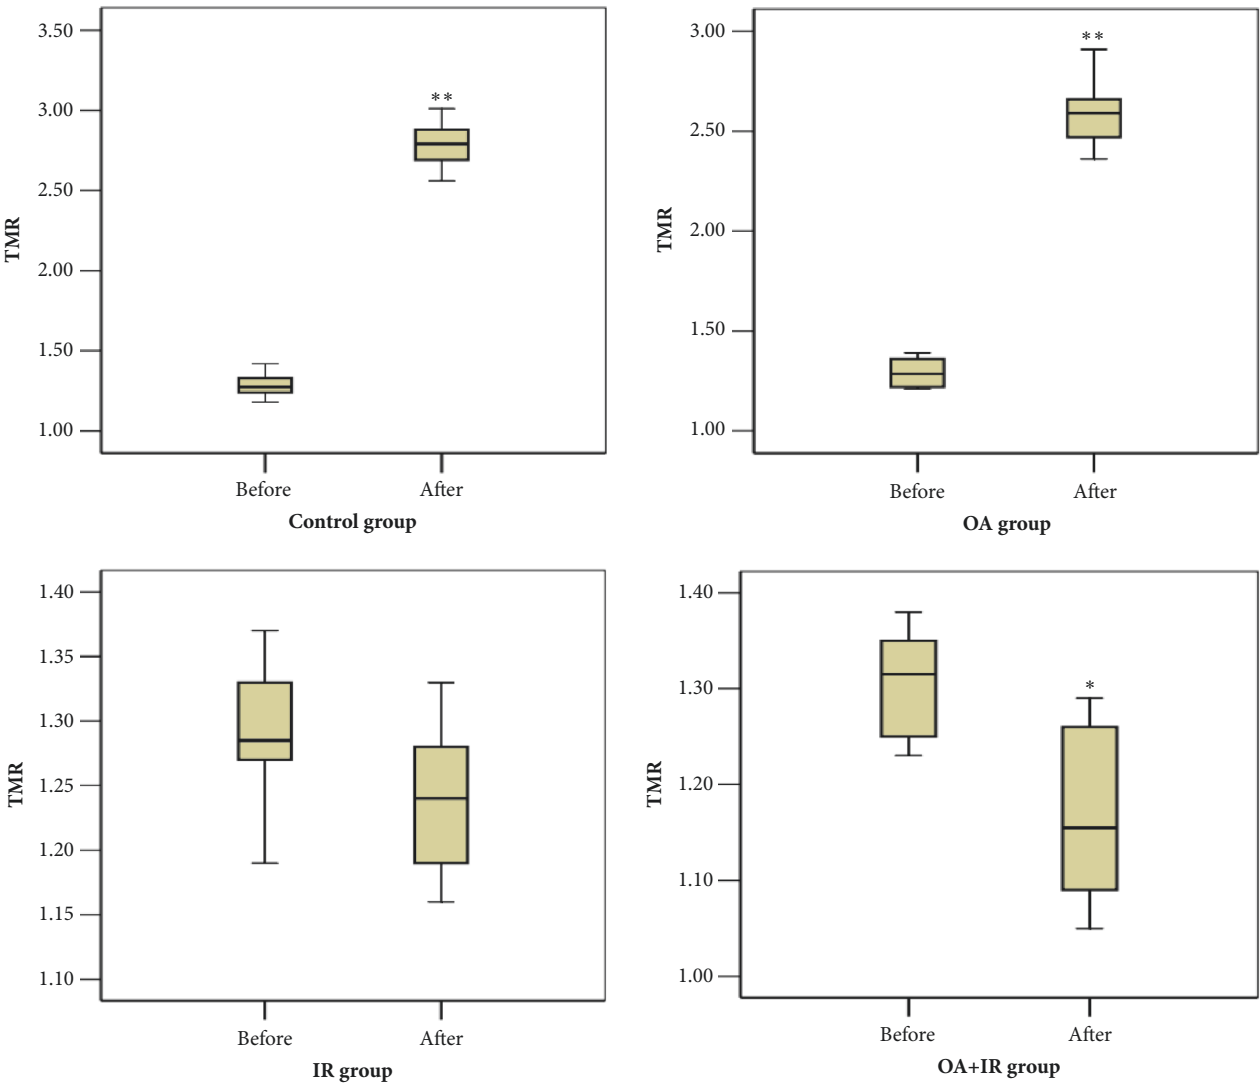 3.50
3.00
2.50
2.00
1.50
1.00
TMR
**
Before
After
Control group
3.00
2.50
2.00
1.50
1.00
TMR
**
Before
After
OA group
1.40
1.35
1.30
1.25
1.20
1.15
1.10
TMR
Before
After
IR group
1.40
1.30
1.20
1.10
1.00
TMR
*
Before
After
OA+IR group